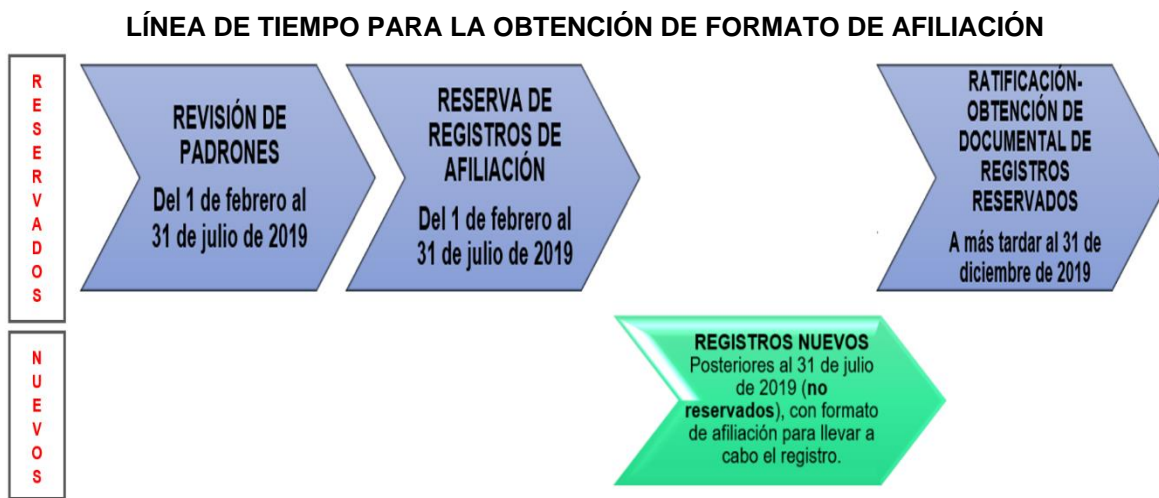 LÍNEA DE TIEMPO PARA LA OBTENCIÓN DE FORMATO DE AFILIACIÓN
RESERVADOS
REVISIÓN DE
PADRONES
Del 1 de febrero al
31 de julio de 2019
RESERVA DE
REGISTROS DE
AFILIACIÓN
Del 1 de febrero al
31 de julio de 2019
RATIFICACIÓN-
OBTENCIÓN DE
DOCUMENTAL DE
REGISTROS
RESERVADOS
A más tardar al 31 de
diciembre de 2019
NUEVOS
REGISTROS NUEVOS
Posteriores al 31 de julio
de 2019 (no
reservados), con formato
de afiliación para llevar a
cabo el registro.